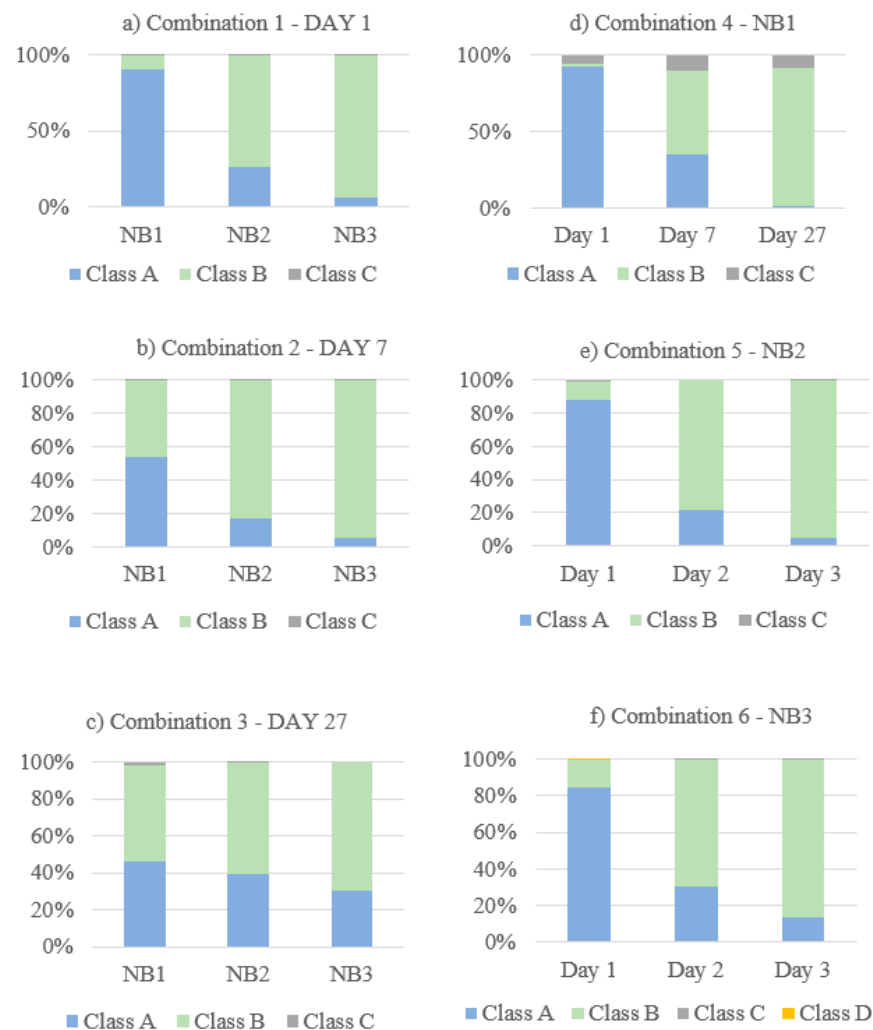 a) Combination 1 - DAY 1
100%
50%
0%
NB1 NB2 NB3
Class A Class B Class C
d) Combination 4 - NB1
100%
50%
0%
Day 1 Day 7 Day 27
Class A Class B Class C
b) Combination 2 - DAY 7
100%
80%
60%
40%
20%
0%
NB1 NB2 NB3
Class A Class B Class C
e) Combination 5 - NB2
100%
80%
60%
40%
20%
0%
Day 1 Day 2 Day 3
Class A Class B Class C
c) Combination 3 - DAY 27
100%
80%
60%
40%
20%
0%
NB1 NB2 NB3
Class A Class B Class C
f) Combination 6 - NB3
100%
80%
60%
40%
20%
0%
Day 1 Day 2 Day 3
Class A Class B Class C Class D